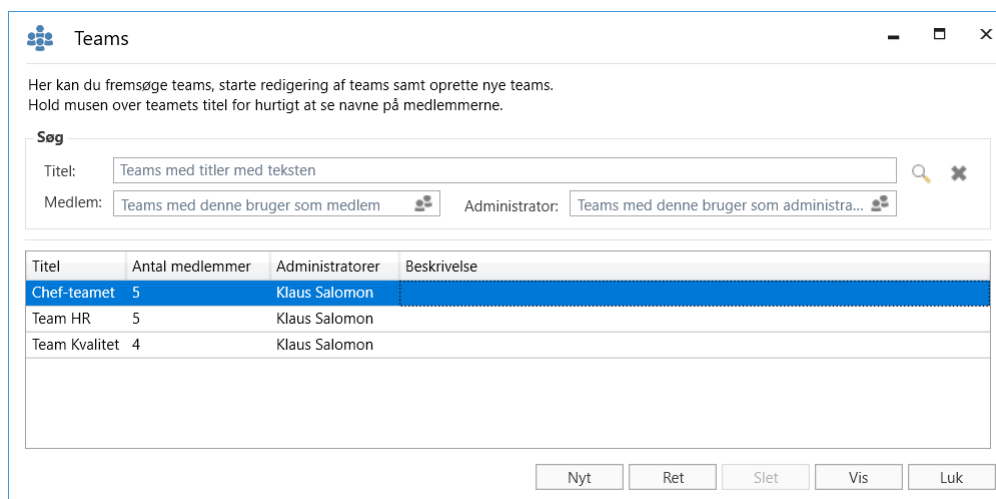 Teams
Her kan du fremsøge teams, starte redigering af teams samt oprette nye teams.
Hold musen over teamets titel for hurtigt at se navne på medlemmerne.
Søg
Titel: Teams med titler med teksten
Medlem: Teams med denne bruger som medlem Administrator: Teams med denne bruger som administra...
Titel Antal medlemmer Administratorer Beskrivelse
Chef-teamet 5 Klaus Salomon
Team HR 5 Klaus Salomon
Team Kvalitet 4 Klaus Salomon
Nyt Ret Slet Vis Luk